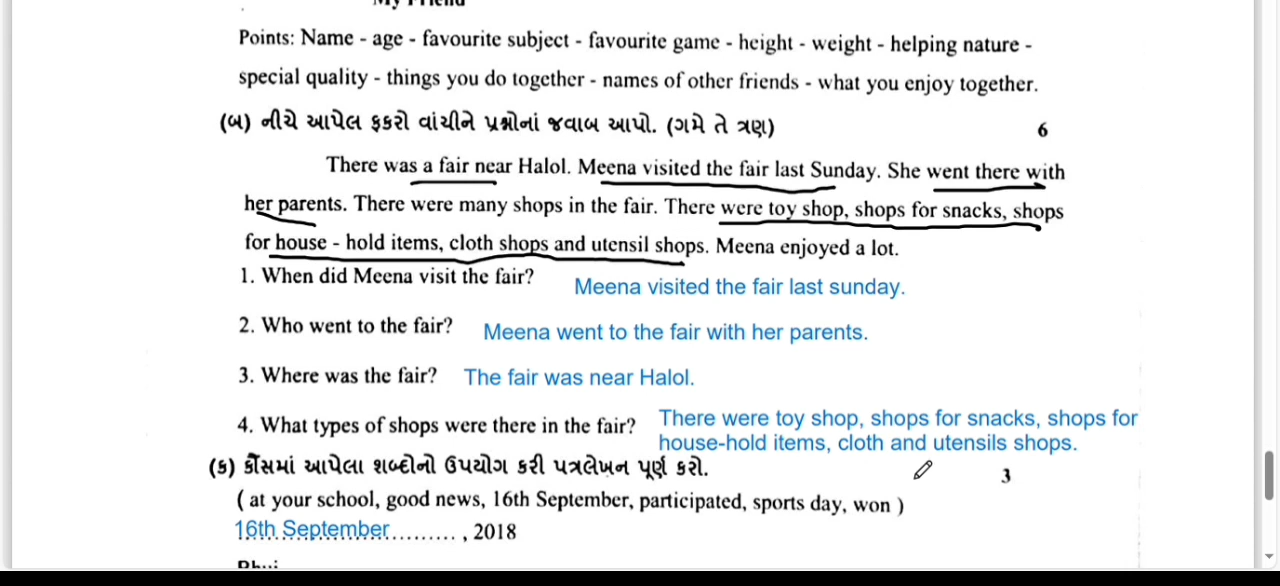 My Friend
Points: Name - age - favourite subject - favourite game - height - weight - helping nature -
special quality - things you do together - names of other friends - what you enjoy together.
(બ) નીચે આપેલ ફકરો વાંચીને પ્રશ્નોનાં જવાબ આપો. (ગમે તે ત્રણ) 6
There was a fair near Halol. Meena visited the fair last Sunday. She went there with
her parents. There were many shops in the fair. There were toy shop, shops for snacks, shops
for house - hold items, cloth shops and utensil shops. Meena enjoyed a lot.
1. When did Meena visit the fair? Meena visited the fair last sunday.
2. Who went to the fair? Meena went to the fair with her parents.
3. Where was the fair? The fair was near Halol.
4. What types of shops were there in the fair? There were toy shop, shops for snacks, shops for
house-hold items, cloth and utensils shops.
(ક) કૌંસમાં આપેલા શબ્દોનો ઉપયોગ કરી પત્રલેખન પૂર્ણ કરો. 3
( at your school, good news, 16th September, participated, sports day, won )
16th September.......... , 2018